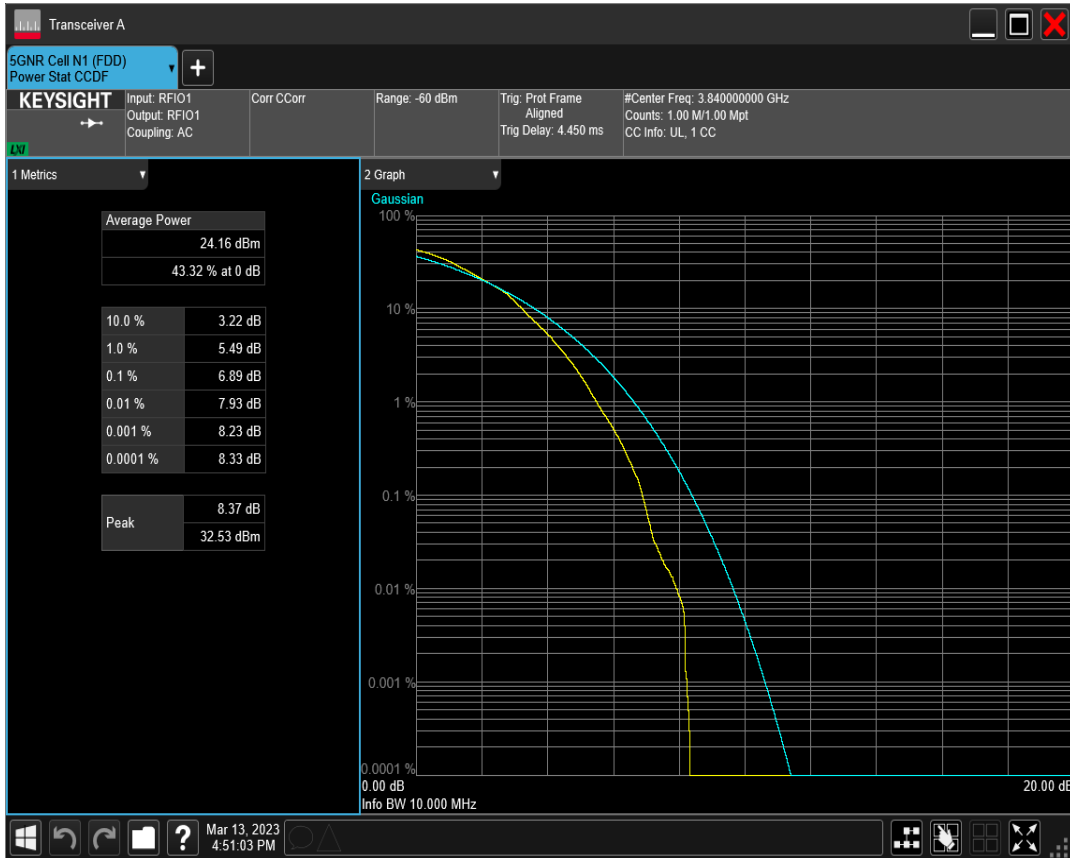 Transceiver A
5GNR Cell N1 (FDD)
Power Stat CCDF
+
KEYSIGHT
LXI
Input: RFIO1
Output: RFIO1
Coupling: AC
Corr CCorr
Range: -60 dBm
Trig: Prot Frame
Aligned
Trig Delay: 4.450 ms
#Center Freq: 3.840000000 GHz
Counts: 1.00 M/1.00 Mpt
CC Info: UL, 1 CC
1 Metrics
Average Power
24.16 dBm
43.32 % at 0 dB
10.0 % 3.22 dB
1.0 % 5.49 dB
0.1 % 6.89 dB
0.01 % 7.93 dB
0.001 % 8.23 dB
0.0001 % 8.33 dB
Peak
8.37 dB
32.53 dBm
2 Graph
Gaussian
100 %
10 %
1 %
0.1 %
0.01 %
0.001 %
0.0001 %
0.00 dB 20.00 dB
Info BW 10.000 MHz
?
Mar 13, 2023
4:51:03 PM